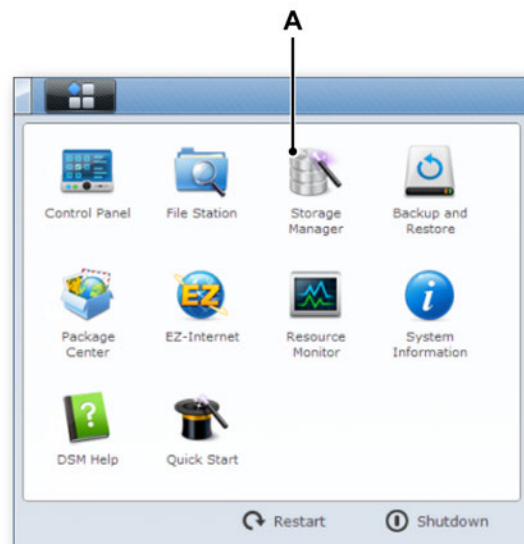 A
Control Panel
File Station
Storage
Manager
Backup and
Restore
Package
Center
EZ
EZ-Internet
Resource
Monitor
i
System
Information
?
DSM Help
Quick Start
Restart
Shutdown